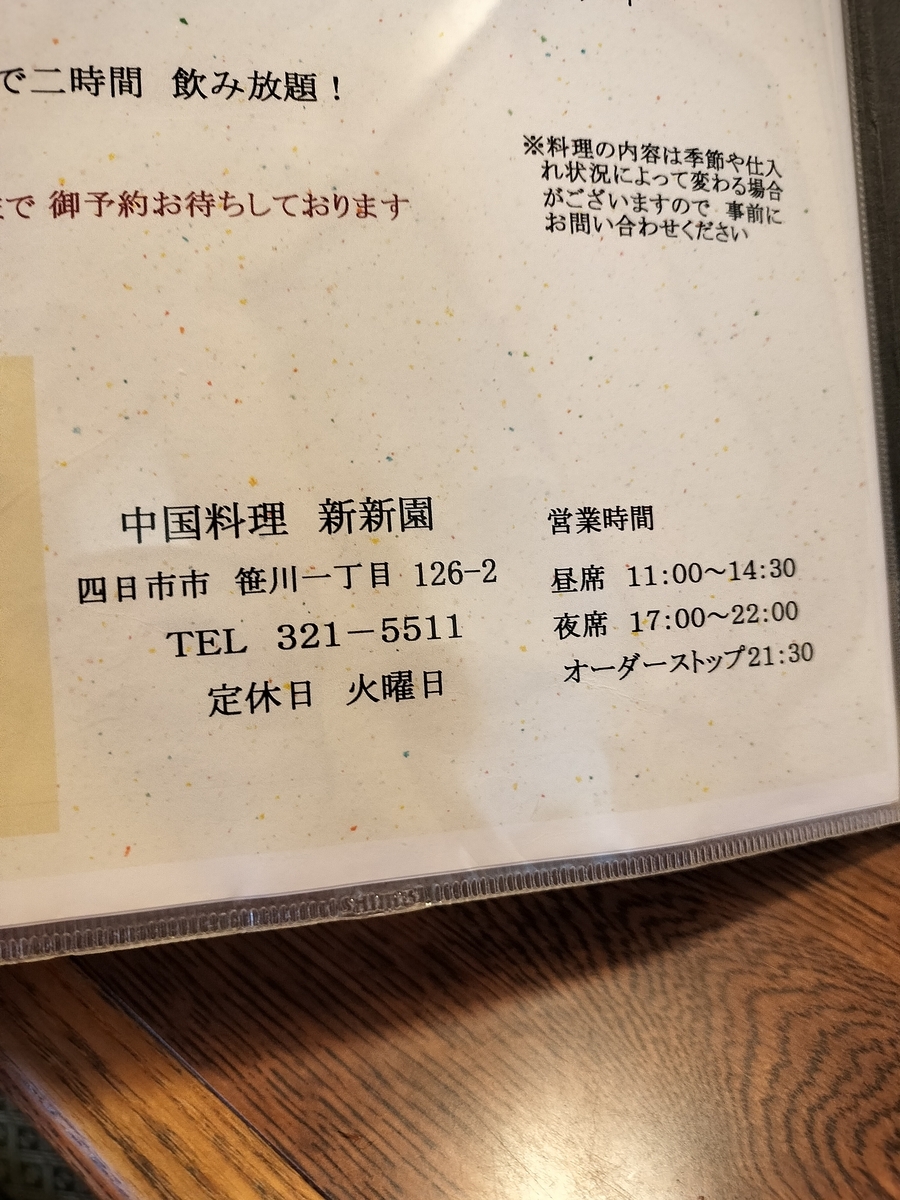 で二時間 飲み放題！
※料理の内容は季節や仕入
れ状況によって変わる場合
がございますので 事前に
お問い合わせください
まで 御予約お待ちしております
中国料理 新新園
四日市市 笹川一丁目 126-2
TEL 321－5511
定休日 火曜日
営業時間
昼席 11:00～14:30
夜席 17:00～22:00
オーダーストップ21:30